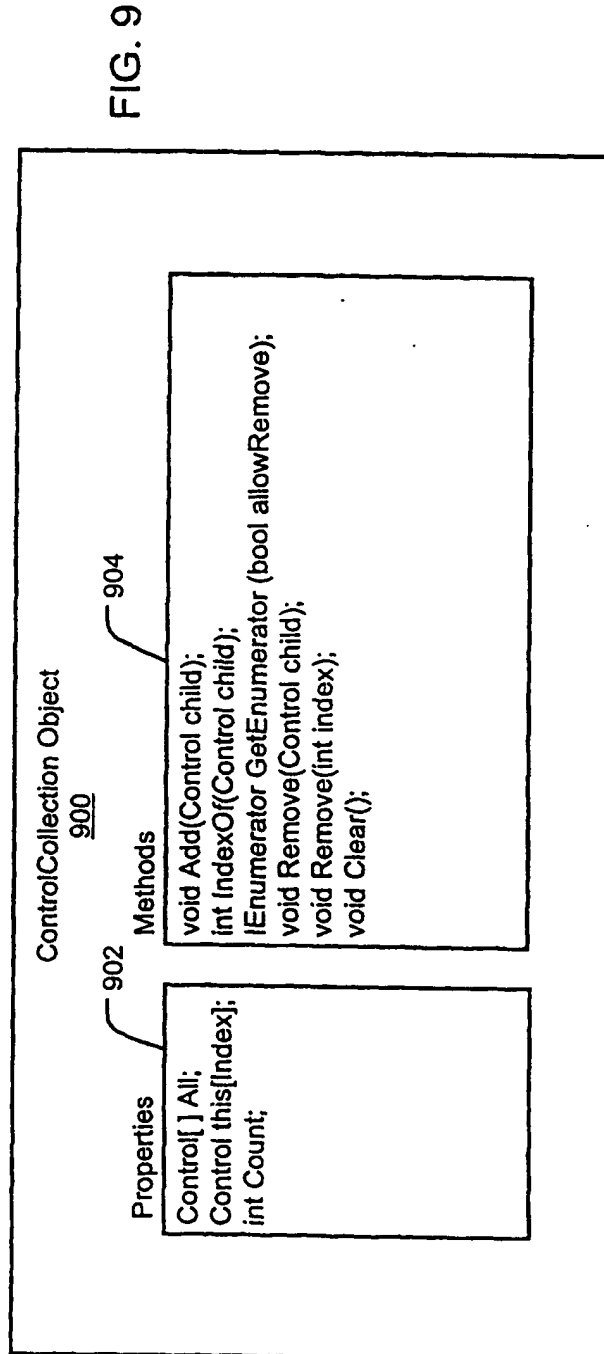 FIG. 9
ControlCollection Object
900
Properties
902
Control[ ] All;
Control this[Index];
int Count;
Methods
904
void Add(Control child);
int IndexOf(Control child);
IEnumerator GetEnumerator (bool allowRemove);
void Remove(Control child);
void Remove(int index);
void Clear();